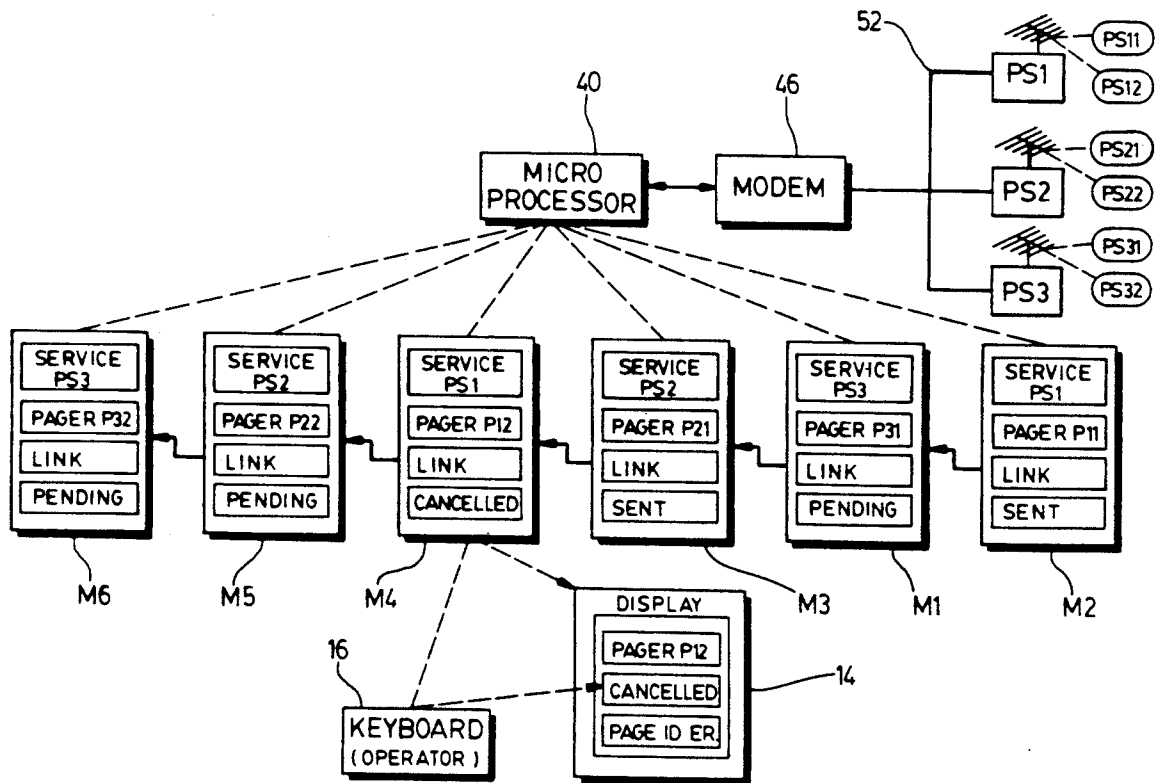 52
PS11
PS1
PS12
40
46
MICRO
PROCESSOR
MODEM
PS21
PS2
PS22
PS31
PS3
PS32
SERVICE
PS3
PAGER P32
LINK
PENDING
SERVICE
PS2
PAGER P22
LINK
PENDING
SERVICE
PS1
PAGER P12
LINK
CANCELLED
SERVICE
PS2
PAGER P21
LINK
SENT
SERVICE
PS3
PAGER P31
LINK
PENDING
SERVICE
PS1
PAGER P11
LINK
SENT
M6
M5
M4
M3
M1
M2
DISPLAY
PAGER P12
CANCELLED
PAGE ID ER.
14
16
KEYBOARD
(OPERATOR)